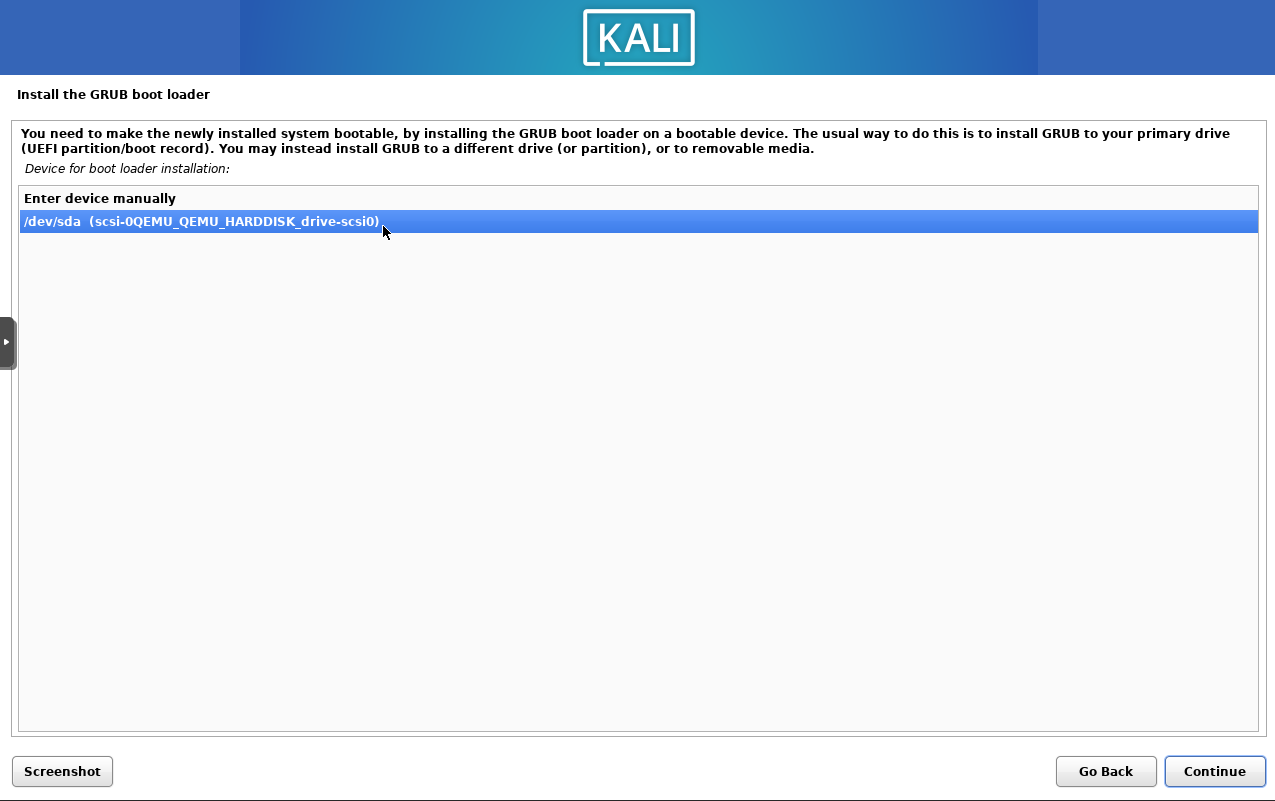 KALI
Install the GRUB boot loader
You need to make the newly installed system bootable, by installing the GRUB boot loader on a bootable device. The usual way to do this is to install GRUB to your primary drive
(UEFI partition/boot record). You may instead install GRUB to a different drive (or partition), or to removable media.
Device for boot loader installation:
Enter device manually
/dev/sda  (scsi-0QEMU_QEMU_HARDDISK_drive-scsi0)
Screenshot
Go Back
Continue